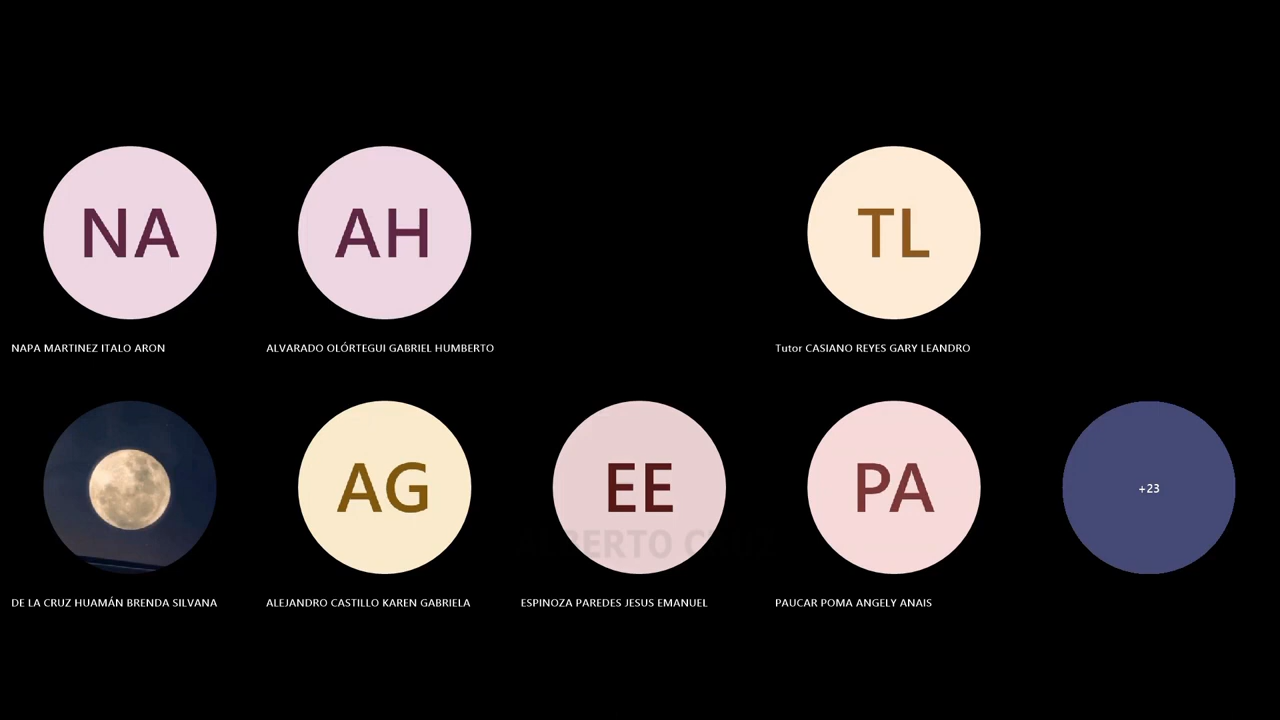 NA
AH
TL
NAPA MARTINEZ ITALO ARON
ALVARADO OLÓRTEGUI GABRIEL HUMBERTO
Tutor CASIANO REYES GARY LEANDRO
AG
EE
PA
+23
ALBERTO CRUZ
DE LA CRUZ HUAMÁN BRENDA SILVANA
ALEJANDRO CASTILLO KAREN GABRIELA
ESPINOZA PAREDES JESUS EMANUEL
PAUCAR POMA ANGELY ANAIS